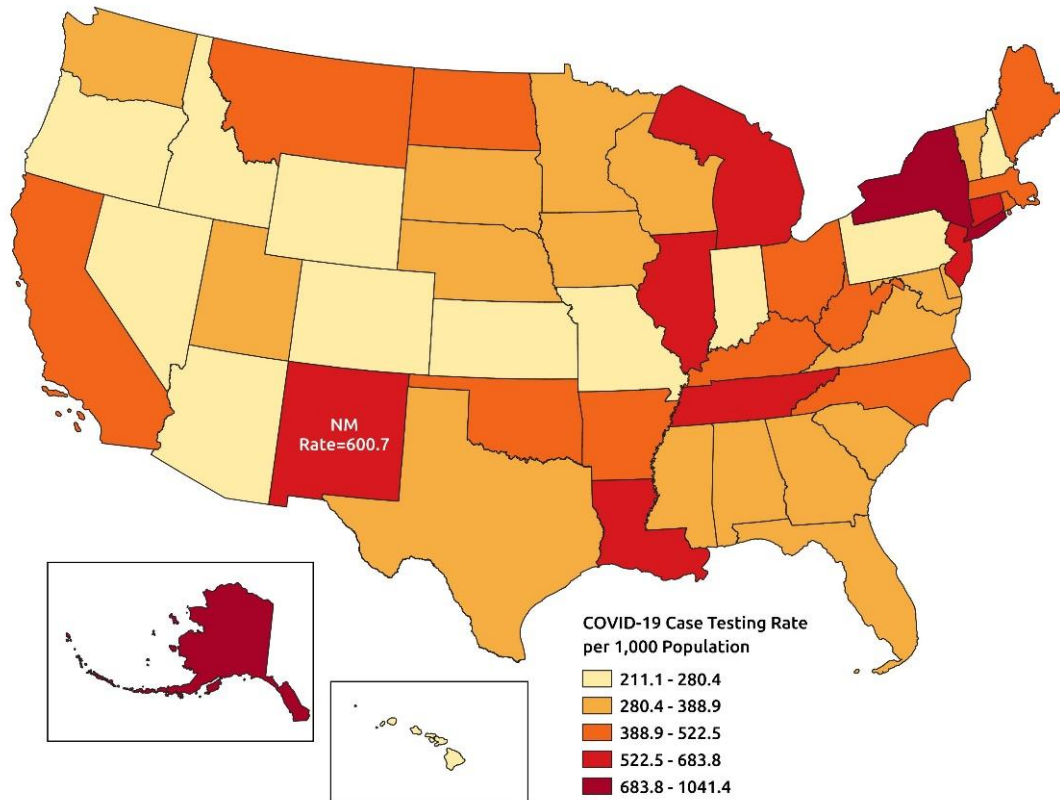 NM
Rate=600.7
COVID-19 Case Testing Rate
per 1,000 Population
211.1 - 280.4
280.4 - 388.9
388.9 - 522.5
522.5 - 683.8
683.8 - 1041.4